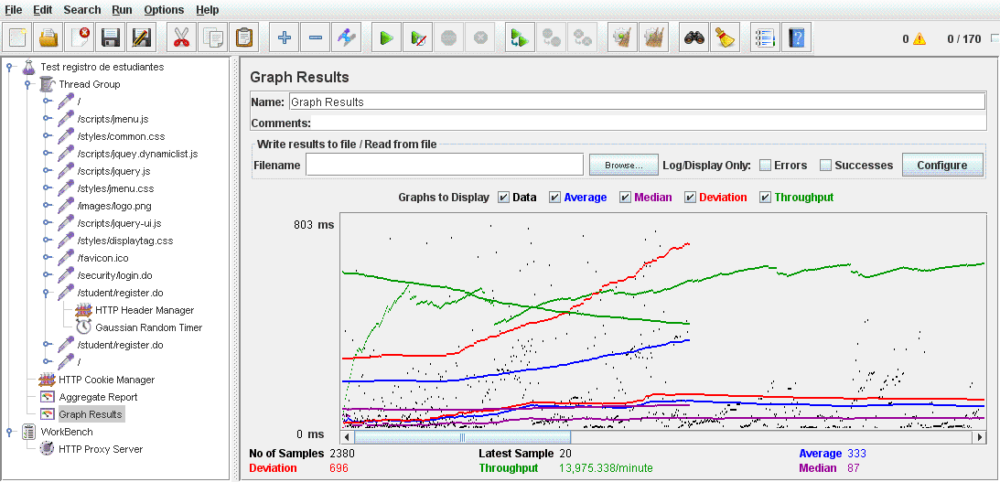 File Edit Search Run Options Help
0 0 / 170
Test registro de estudiantes
Thread Group
/
/scripts/jmenu.js
/styles/common.css
/scripts/jquey.dynamiclist.js
/scripts/jquery.js
/styles/jmenu.css
/images/logo.png
/scripts/jquery-ui.js
/styles/displaytag.css
/favicon.ico
/security/login.do
/student/register.do
HTTP Header Manager
Gaussian Random Timer
/student/register.do
/
HTTP Cookie Manager
Aggregate Report
Graph Results
WorkBench
HTTP Proxy Server
Graph Results
Name: Graph Results
Comments:
Write results to file / Read from file
Filename Browse... Log/Display Only: Errors Successes Configure
Graphs to Display Data Average Median Deviation Throughput
803 ms
0 ms
No of Samples 2380 Latest Sample 20 Average 333
Deviation 696 Throughput 13,975.338/minute Median 87